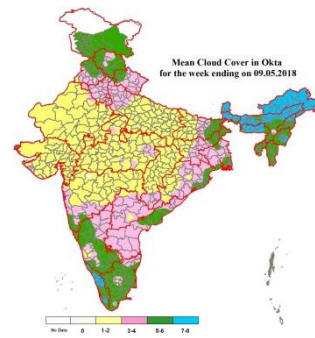 Mean Cloud Cover in Okta
for the week ending on 09.05.2018
No Data 0 1-2 3-4 5-6 7-8